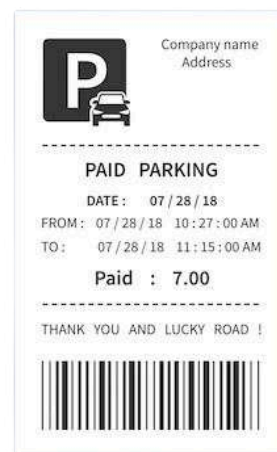 P
Company name
Address
PAID PARKING
DATE : 07 / 28 / 18
FROM : 07 / 28 / 18 10 : 27 : 00 AM
TO : 07 / 28 / 18 11 : 15 : 00 AM
Paid : 7.00
THANK YOU AND LUCKY ROAD !